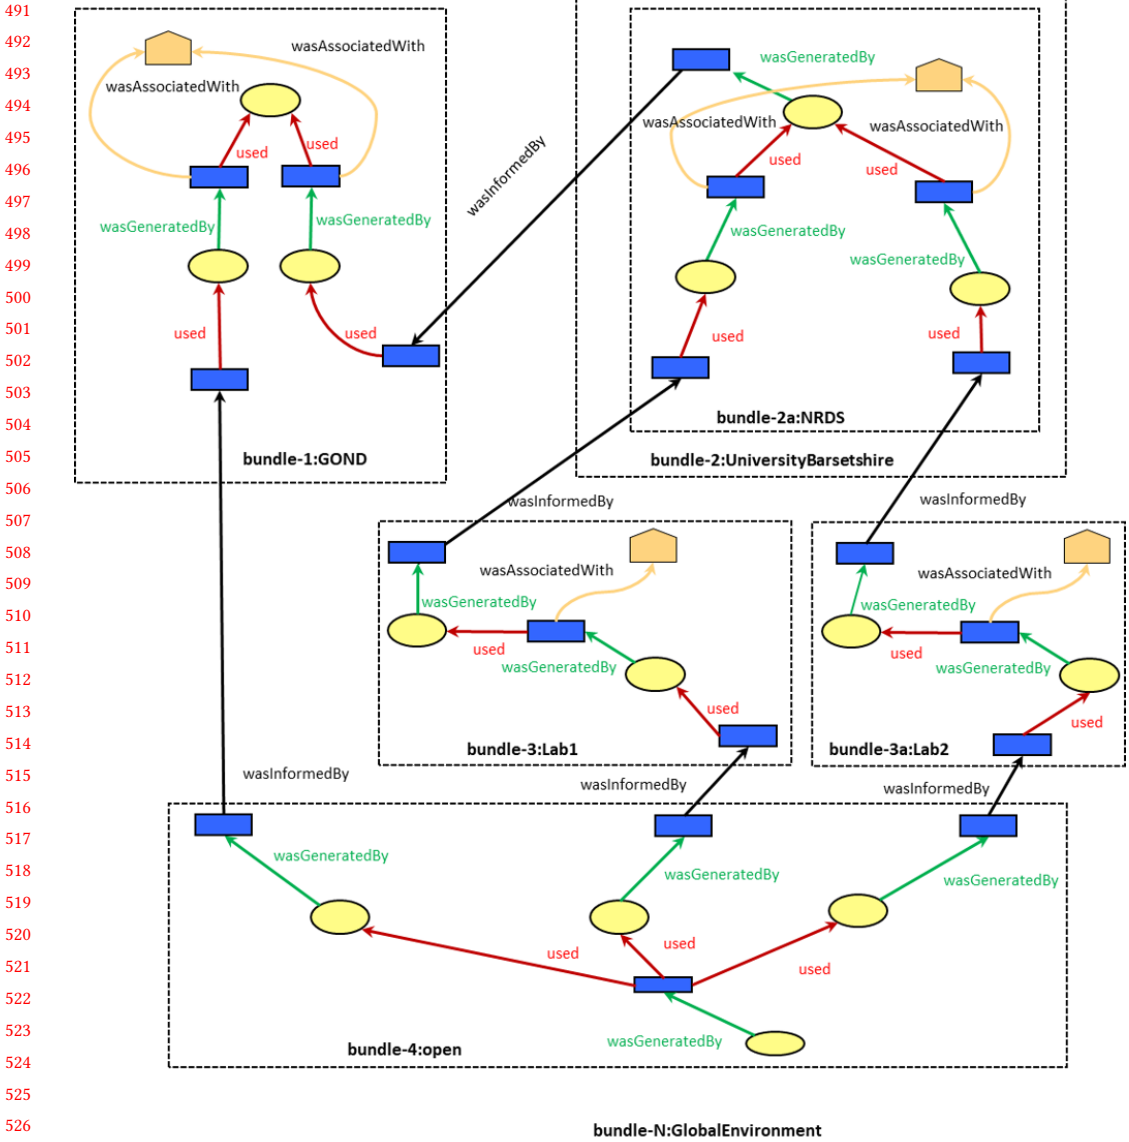 491
492
493
494
495
496
497
498
499
500
501
502
503
504
505
506
507
508
509
510
511
512
513
514
515
516
517
518
519
520
521
522
523
524
525
526
wasAssociatedWith
wasAssociatedWith
used
used
wasGeneratedBy
wasGeneratedBy
used
used
bundle-1:GOND
wasInformedBy
wasGeneratedBy
wasAssociatedWith
wasAssociatedWith
used
used
wasGeneratedBy
wasGeneratedBy
used
used
bundle-2a:NRDS
bundle-2:UniversityBarsetshire
wasInformedBy
wasInformedBy
wasAssociatedWith
wasGeneratedBy
used
wasGeneratedBy
used
bundle-3:Lab1
wasAssociatedWith
wasGeneratedBy
used
wasGeneratedBy
used
bundle-3a:Lab2
wasInformedBy
wasInformedBy
wasInformedBy
wasGeneratedBy
wasGeneratedBy
wasGeneratedBy
used
used
used
wasGeneratedBy
bundle-4:open
bundle-N:GlobalEnvironment